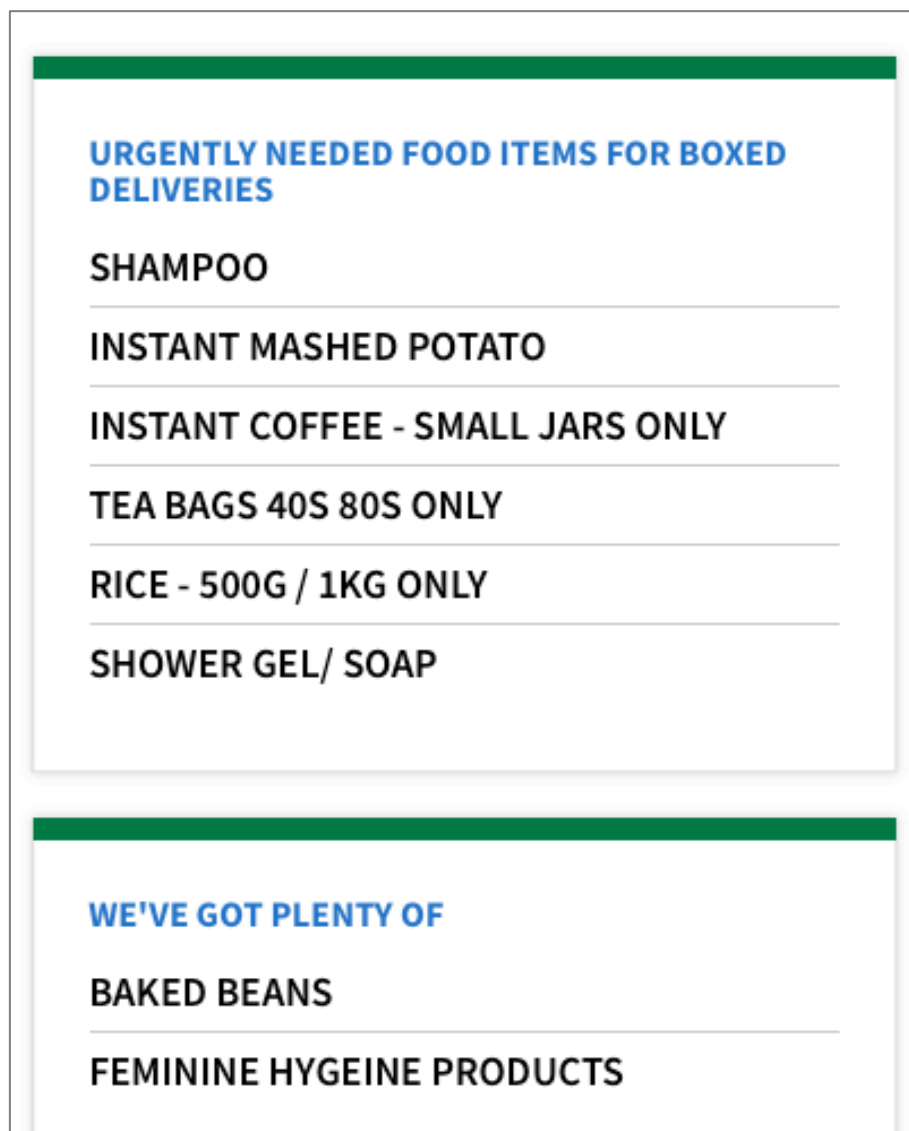 URGENTLY NEEDED FOOD ITEMS FOR BOXED
DELIVERIES
SHAMPOO
INSTANT MASHED POTATO
INSTANT COFFEE - SMALL JARS ONLY
TEA BAGS 40S 80S ONLY
RICE - 500G / 1KG ONLY
SHOWER GEL/ SOAP
WE'VE GOT PLENTY OF
BAKED BEANS
FEMININE HYGEINE PRODUCTS